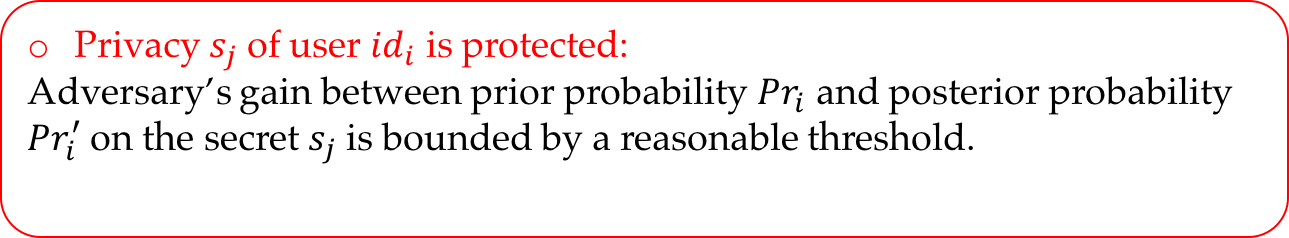 ○ Privacy s_j of user id_i is protected:
Adversary's gain between prior probability Pr_i and posterior probability
Pr_i′ on the secret s_j is bounded by a reasonable threshold.